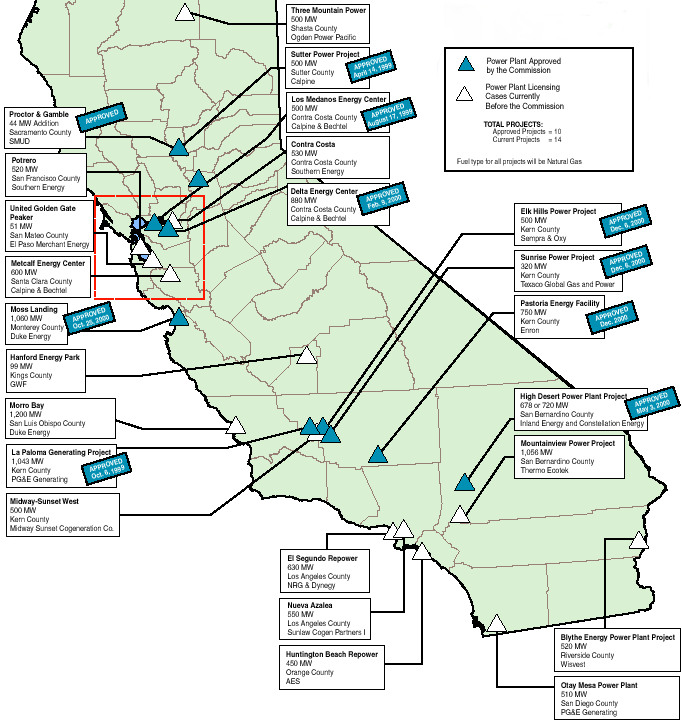 Three Mountain Power
500 MW
Shasta County
Ogden Power Pacific
Sutter Power Project
500 MW
Sutter County
Calpine
APPROVED
April 14, 1999
Los Medanos Energy Center
500 MW
Contra Costa County
Calpine & Bechtel
APPROVED
August 17, 1999
Contra Costa
530 MW
Contra Costa County
Southern Energy
Delta Energy Center
880 MW
Contra Costa County
Calpine & Bechtel
APPROVED
Feb. 9, 2000
Power Plant Approved
by the Commission
Power Plant Licensing
Cases Currently
Before the Commission
TOTAL PROJECTS:
Approved Projects = 10
Current Projects = 14
Fuel type for all projects will be Natural Gas
Proctor & Gamble
44 MW Addition
Sacramento County
SMUD
APPROVED
Potrero
520 MW
San Francisco County
Southern Energy
United Golden Gate
Peaker
51 MW
San Mateo County
El Paso Merchant Energy
Metcalf Energy Center
600 MW
Santa Clara County
Calpine & Bechtel
Moss Landing
1,060 MW
Monterey County
Duke Energy
APPROVED
Oct. 25, 2000
Hanford Energy Park
99 MW
Kings County
GWF
Morro Bay
1,200 MW
San Luis Obispo County
Duke Energy
La Paloma Generating Project
1,043 MW
Kern County
PG&E Generating
APPROVED
Oct. 6, 1999
Midway-Sunset West
500 MW
Kern County
Midway Sunset Cogeneration Co.
Elk Hills Power Project
500 MW
Kern County
Sempra & Oxy
APPROVED
Dec. 6, 2000
Sunrise Power Project
320 MW
Kern County
Texaco Global Gas and Power
APPROVED
Dec. 6, 2000
Pastoria Energy Facility
750 MW
Kern County
Enron
APPROVED
Dec. 2000
High Desert Power Plant Project
678 or 720 MW
San Bernardino County
Inland Energy and Constellation Energy
APPROVED
May 3, 2000
Mountainview Power Project
1,056 MW
San Bernardino County
Thermo Ecotek
El Segundo Repower
630 MW
Los Angeles County
NRG & Dynegy
Nueva Azalea
550 MW
Los Angeles County
Sunlaw Cogen Partners I
Huntington Beach Repower
450 MW
Orange County
AES
Blythe Energy Power Plant Project
520 MW
Riverside County
Wisvest
Otay Mesa Power Plant
510 MW
San Diego County
PG&E Generating